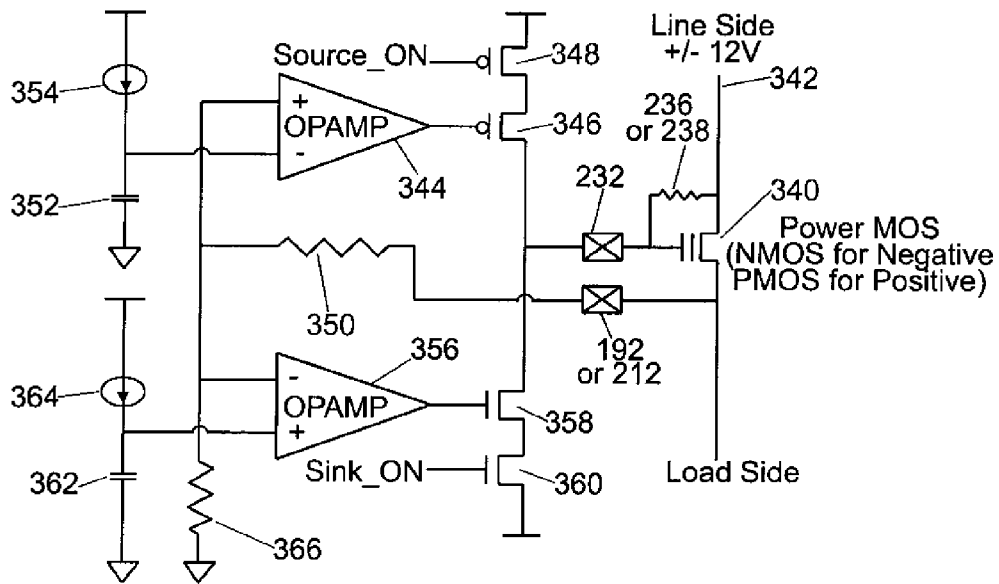 Line Side
+/- 12V
Source_ON
348
342
354
236
or 238
+
OPAMP
-
346
344
232
340
352
Power MOS
(NMOS for Negative
PMOS for Positive)
350
192
or 212
356
364
-
OPAMP
+
358
362
Sink_ON
360
Load Side
366